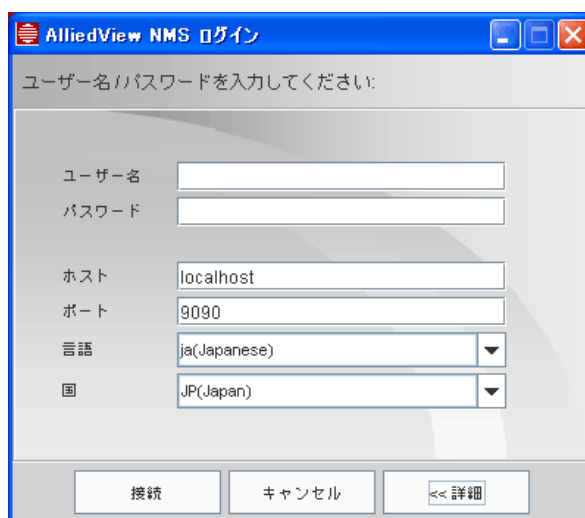 AlliedView NMS ログイン
ユーザー名/パスワードを入力してください:
ユーザー名
パスワード
ホスト localhost
ポート 9090
言語 ja(Japanese)
国 JP(Japan)
接続 キャンセル << 詳細